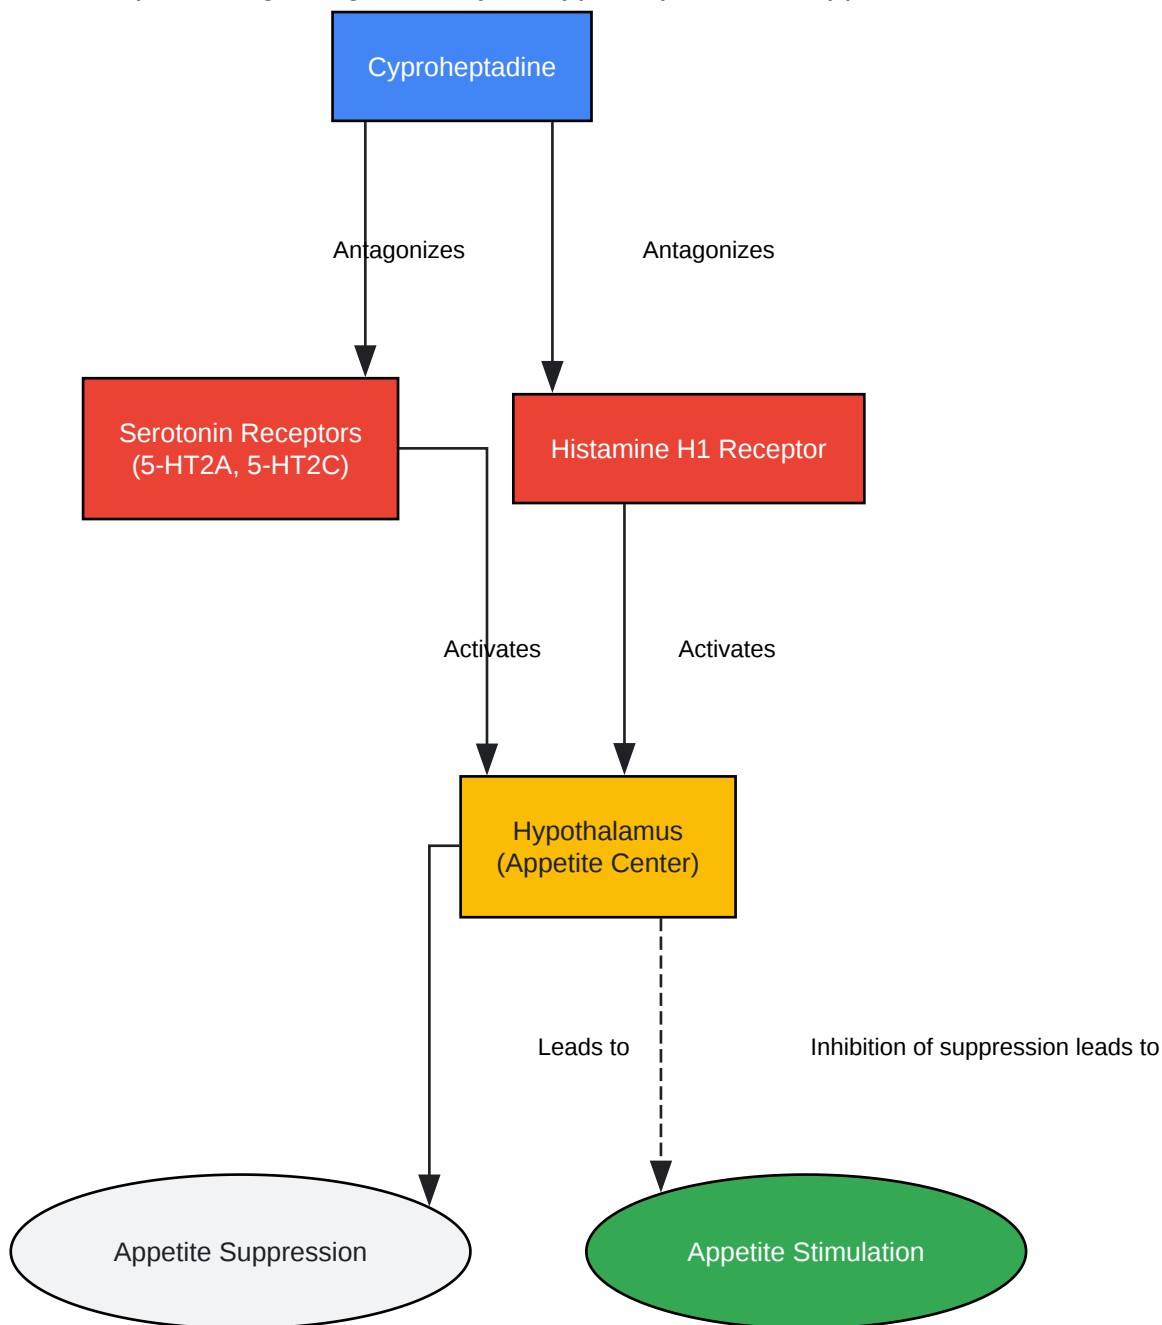 Cyproheptadine
Antagonizes
Antagonizes
Serotonin Receptors
(5-HT2A, 5-HT2C)
Histamine H1 Receptor
Activates
Activates
Hypothalamus
(Appetite Center)
Leads to
Inhibition of suppression leads to
Appetite Suppression
Appetite Stimulation